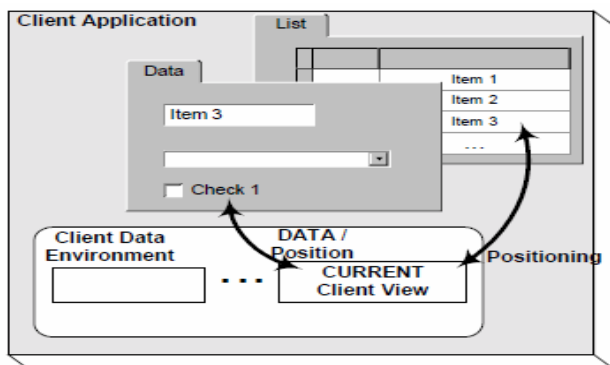 Client Application
List
Data
Item 1
Item 2
Item 3
...
Item 3
Check 1
Client Data
Environment
...
DATA /
Position
CURRENT
Client View
Positioning